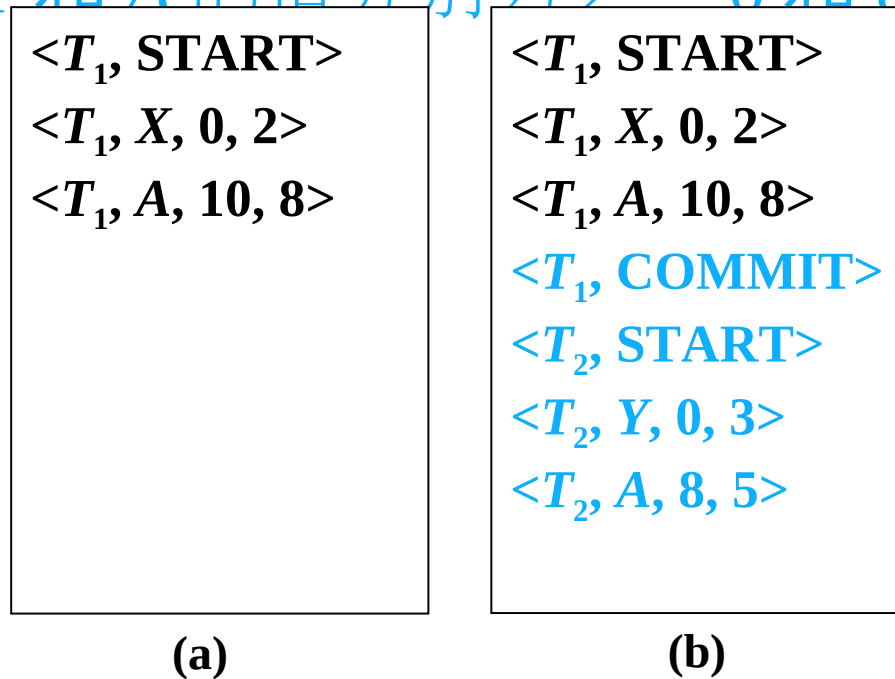 <T₁, START>
<T₁, X, 0, 2>
<T₁, A, 10, 8>
(a)
<T₁, START>
<T₁, X, 0, 2>
<T₁, A, 10, 8>
<T₁, COMMIT>
<T₂, START>
<T₂, Y, 0, 3>
<T₂, A, 8, 5>
(b)